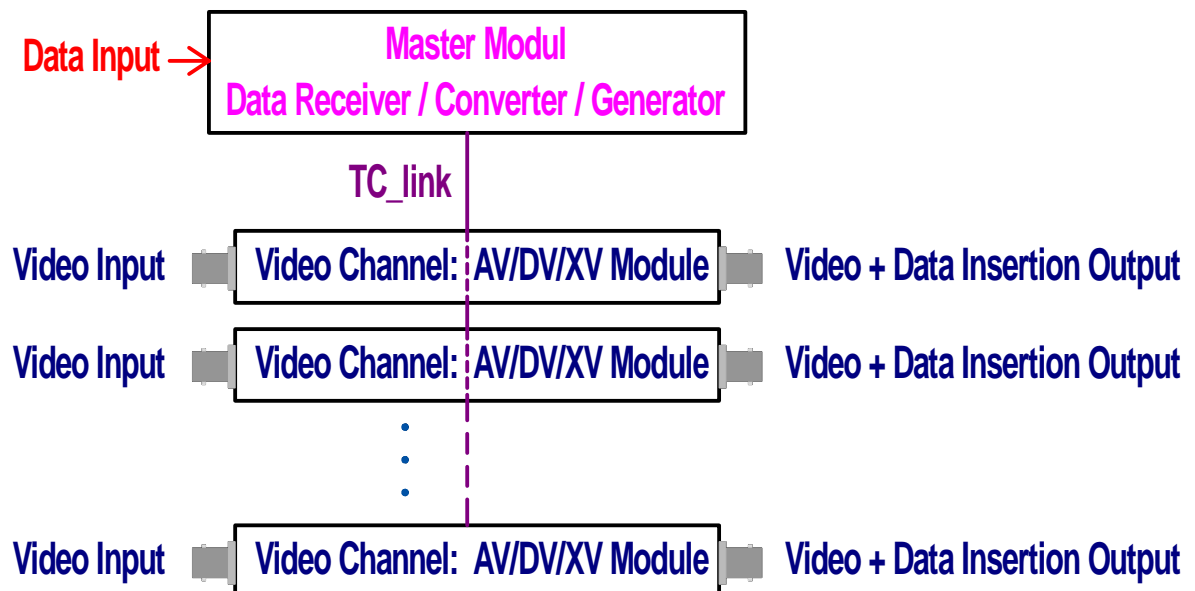 Master Modul
Data Input
Data Receiver / Converter / Generator
TC_link
Video Input Video Channel: AV/DV/XV Module Video + Data Insertion Output
Video Input Video Channel: AV/DV/XV Module Video + Data Insertion Output
Video Input Video Channel: AV/DV/XV Module Video + Data Insertion Output